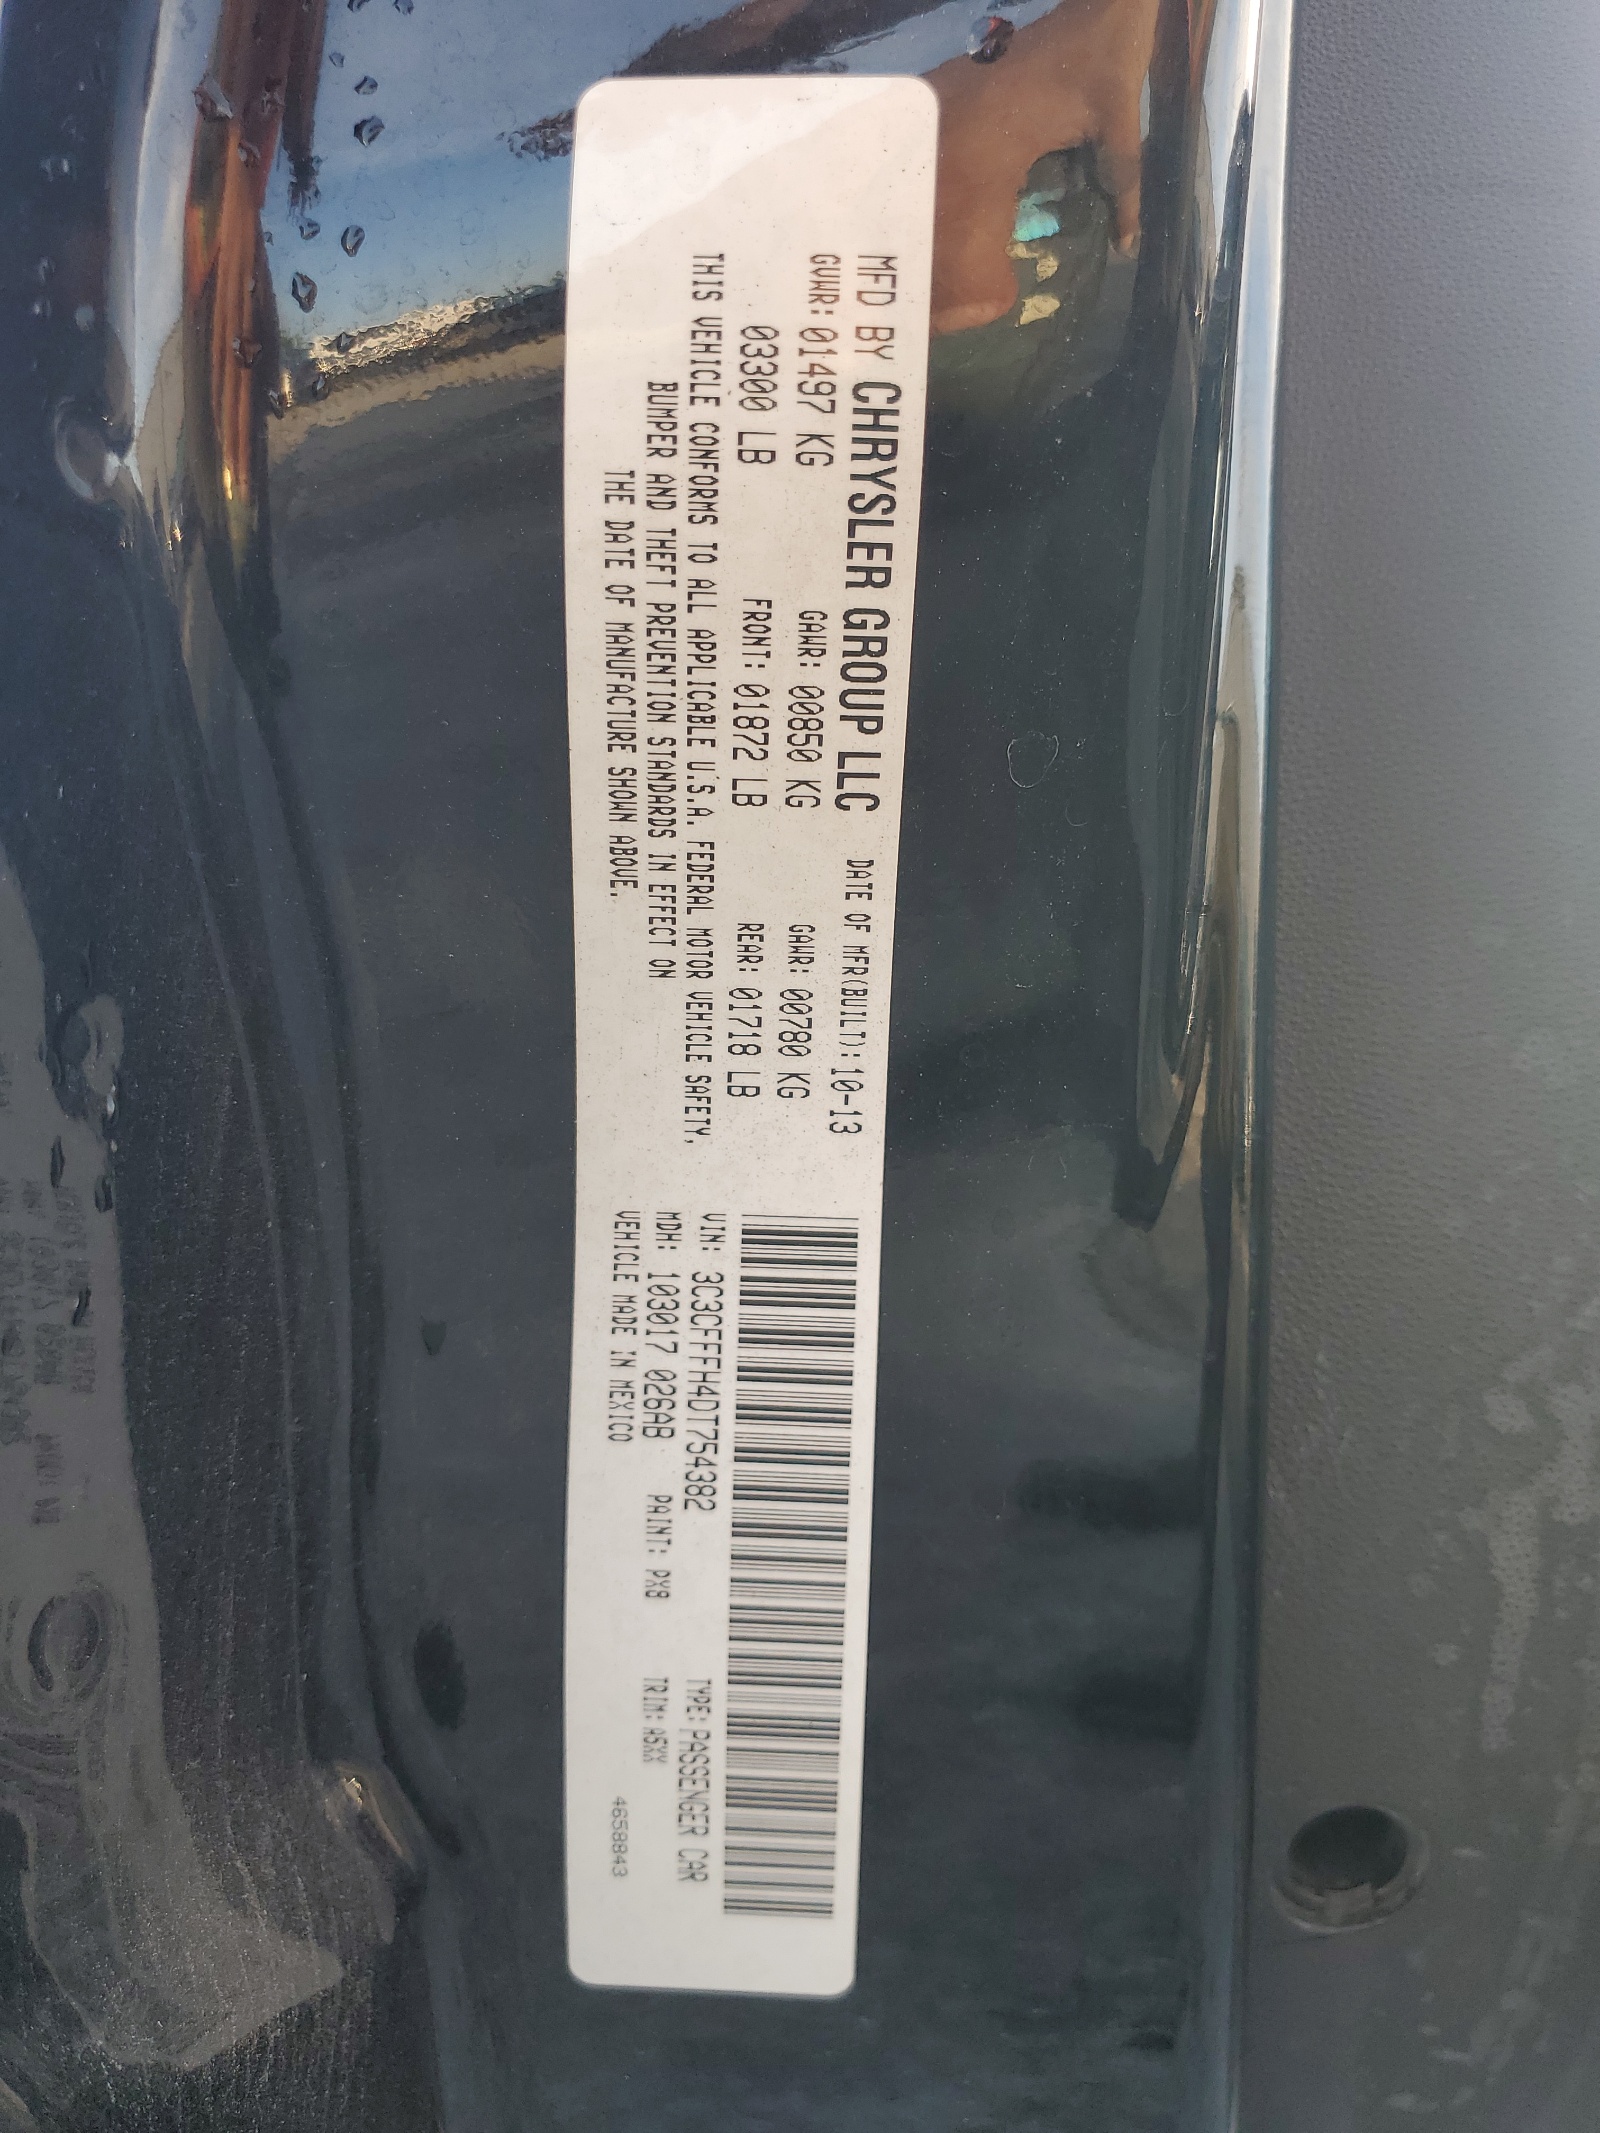 MFD BY CHRYSLER GROUP LLC DATE OF MFR(BUILT):10-13
GVWR: 01497 KG GAWR: 00850 KG GAWR: 00780 KG
03300 LB FRONT: 01872 LB REAR: 01718 LB
THIS VEHICLE CONFORMS TO ALL APPLICABLE U.S.A. FEDERAL MOTOR VEHICLE SAFETY,
BUMPER AND THEFT PREVENTION STANDARDS IN EFFECT ON
THE DATE OF MANUFACTURE SHOWN ABOVE.
VIN: 3C3CFFFH4DT754382 TYPE: PASSENGER CAR
MDH: 103017 026AB PAINT: PX8 TRIM: A5XX
VEHICLE MADE IN MEXICO 4658843